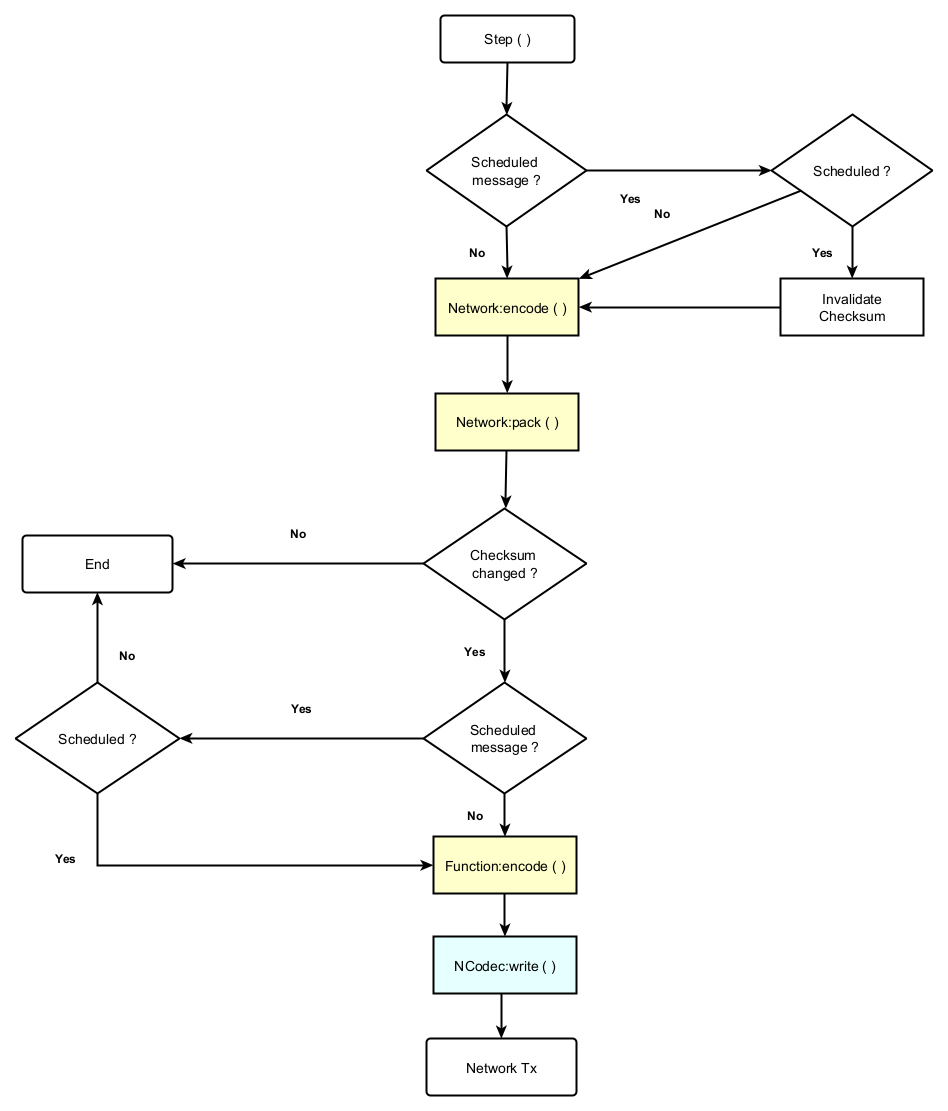 Step ( )
Scheduled
message ?
Scheduled ?
Yes
No
No
Yes
Network:encode ( )
Invalidate
Checksum
Network:pack ( )
No
Checksum
changed ?
End
Yes
No
Yes
Scheduled
message ?
Scheduled ?
No
Yes
Function:encode ( )
NCodec:write ( )
Network Tx